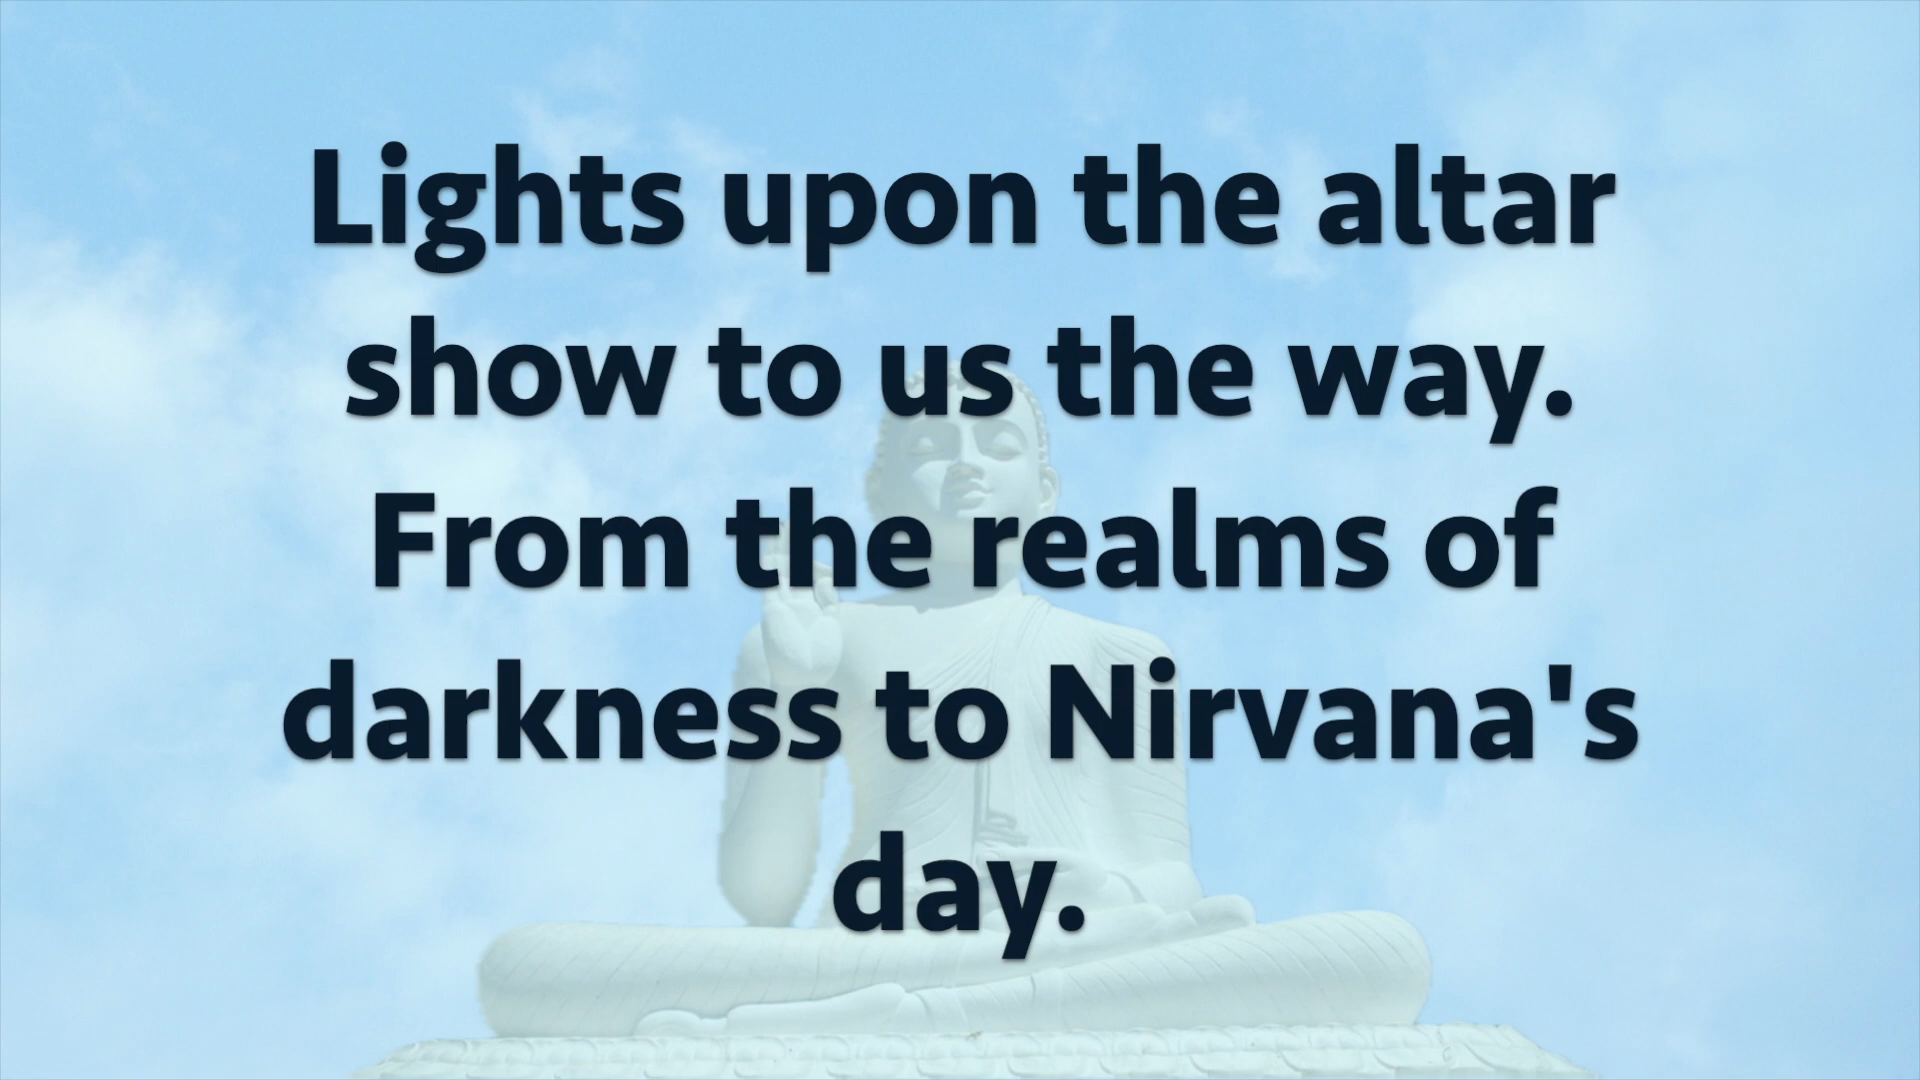 Lights upon the altar
show to us the way.
From the realms of
darkness to Nirvana's
day.